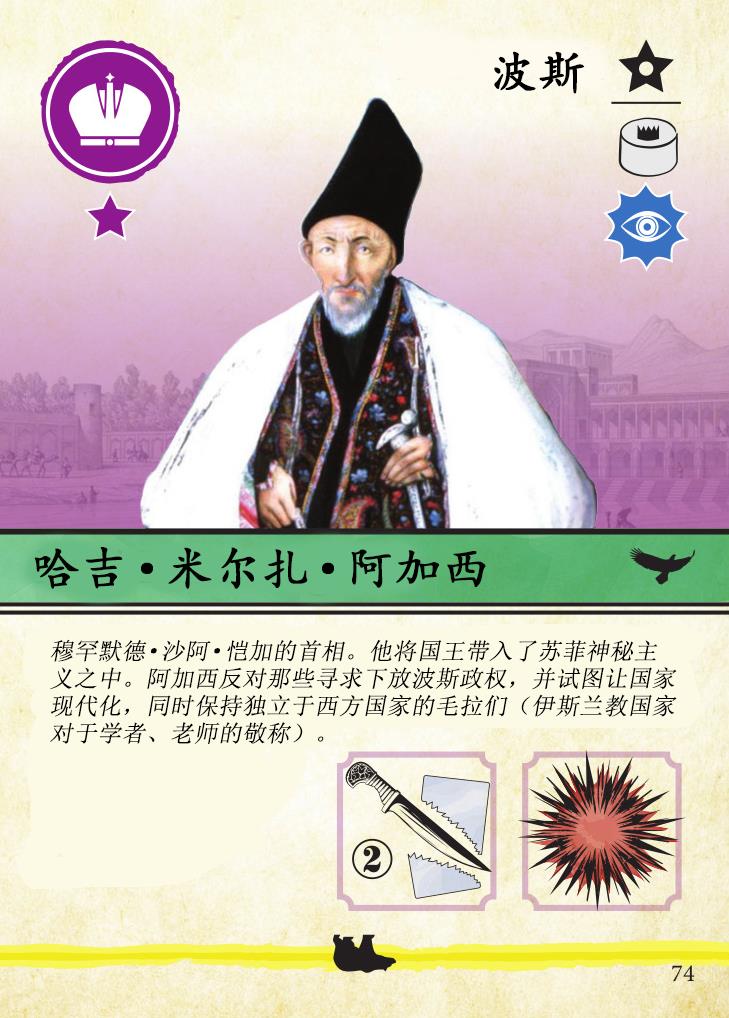 波斯
哈吉·米尔扎·阿加西
穆罕默德·沙阿·恺加的首相。他将国王带入了苏菲神秘主
义之中。阿加西反对那些寻求下放波斯政权，并试图让国家
现代化，同时保持独立于西方国家的毛拉们（伊斯兰教国家
对于学者、老师的敬称）。
2
74